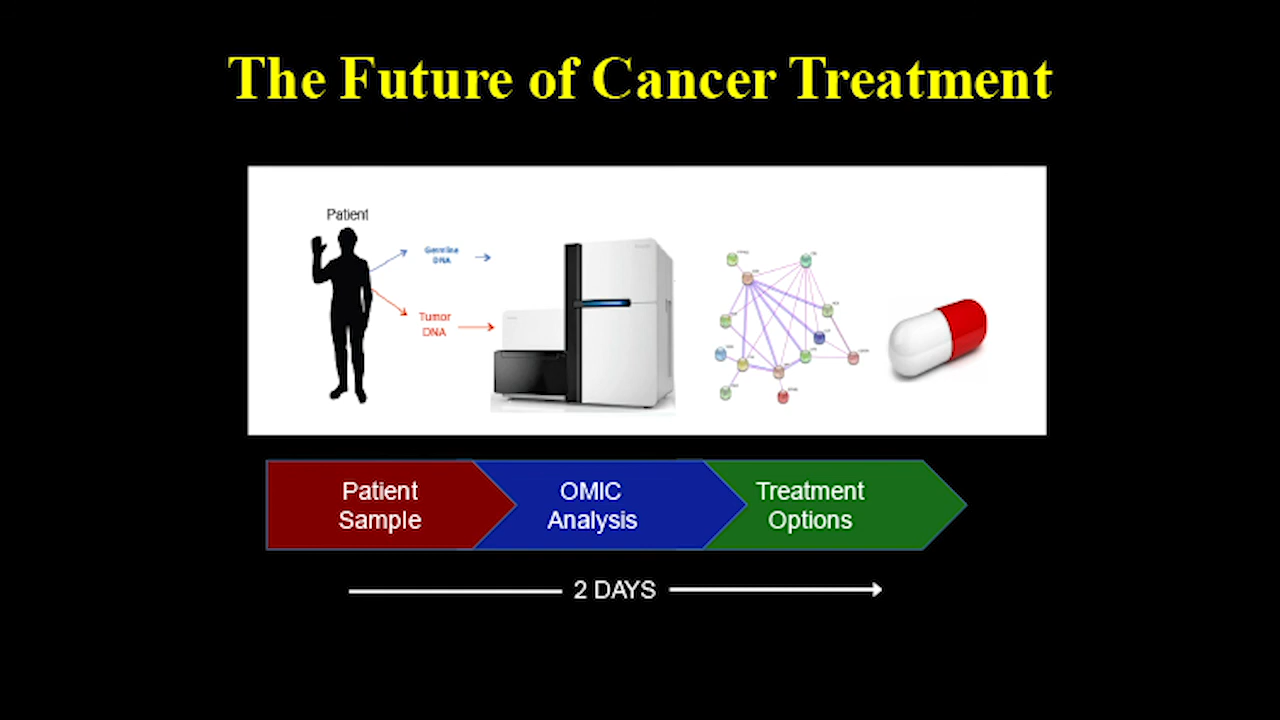 The Future of Cancer Treatment
Patient
Germline
DNA
Tumor
DNA
Patient
Sample
OMIC
Analysis
Treatment
Options
2 DAYS